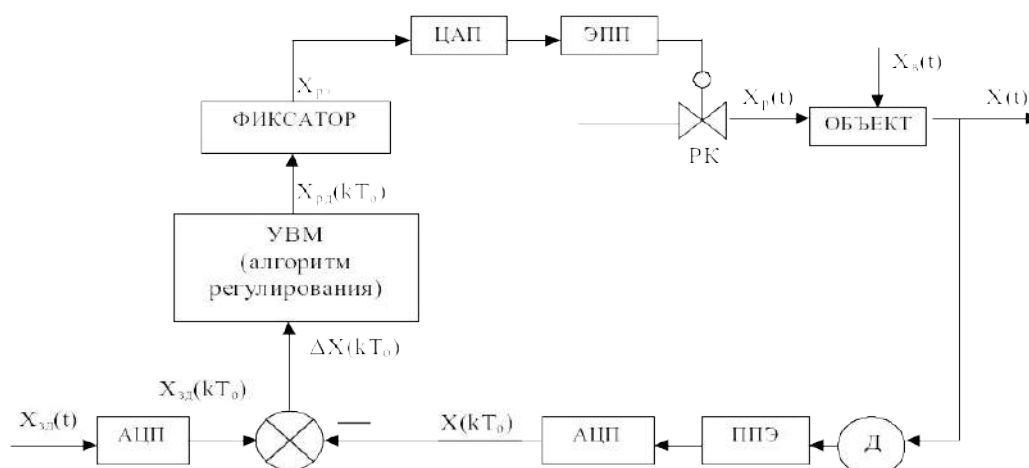 ЦАП
ЭПП
Xв(t)
Xр(t)
X(t)
ФИКСАТОР
ОБЪЕКТ
РК
Xрд(kTо)
УВМ
(алгоритм
регулирования)
ΔX(kTо)
Xзд(t)
АЦП
Xзд(kTо)
—
X(kTо)
АЦП
ППЭ
Д